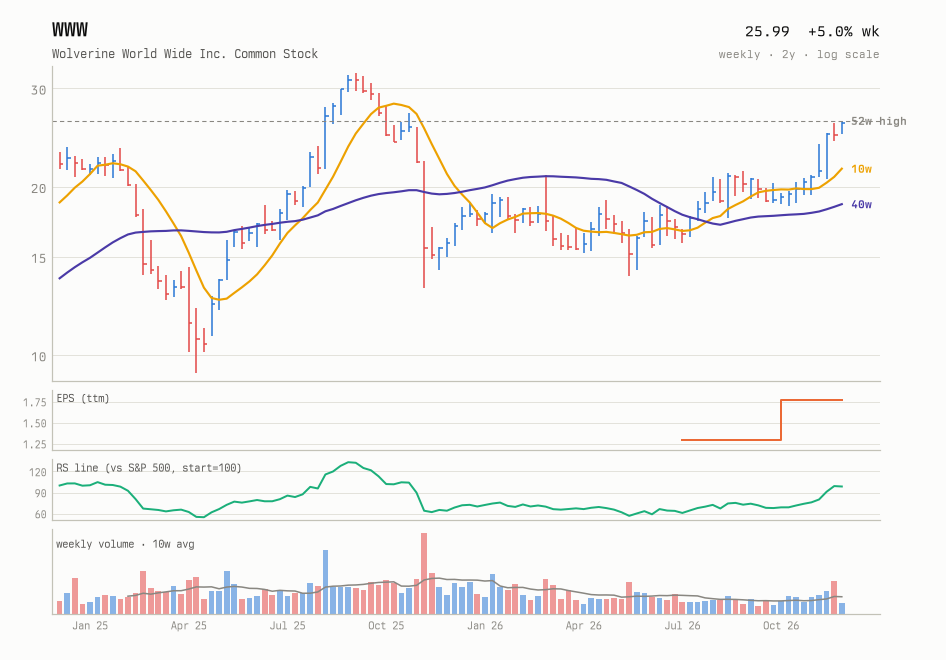 WWW
25.99 +5.0% wk
Wolverine World Wide Inc. Common Stock
weekly · 2y · log scale
30
52w high
10w
20
40w
15
10
EPS (ttm)
1.75
1.50
1.25
RS line (vs S&P 500, start=100)
120
90
60
weekly volume · 10w avg
Jan 25 Apr 25 Jul 25 Oct 25 Jan 26 Apr 26 Jul 26 Oct 26